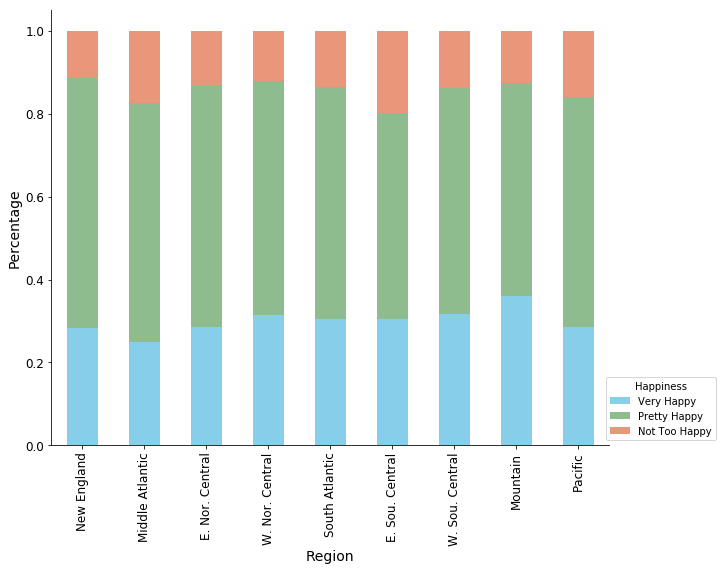 1.0
0.8
0.6
0.4
0.2
0.0
Percentage
New England
Middle Atlantic
E. Nor. Central
W. Nor. Central
South Atlantic
E. Sou. Central
W. Sou. Central
Mountain
Pacific
Region
Happiness
Very Happy
Pretty Happy
Not Too Happy